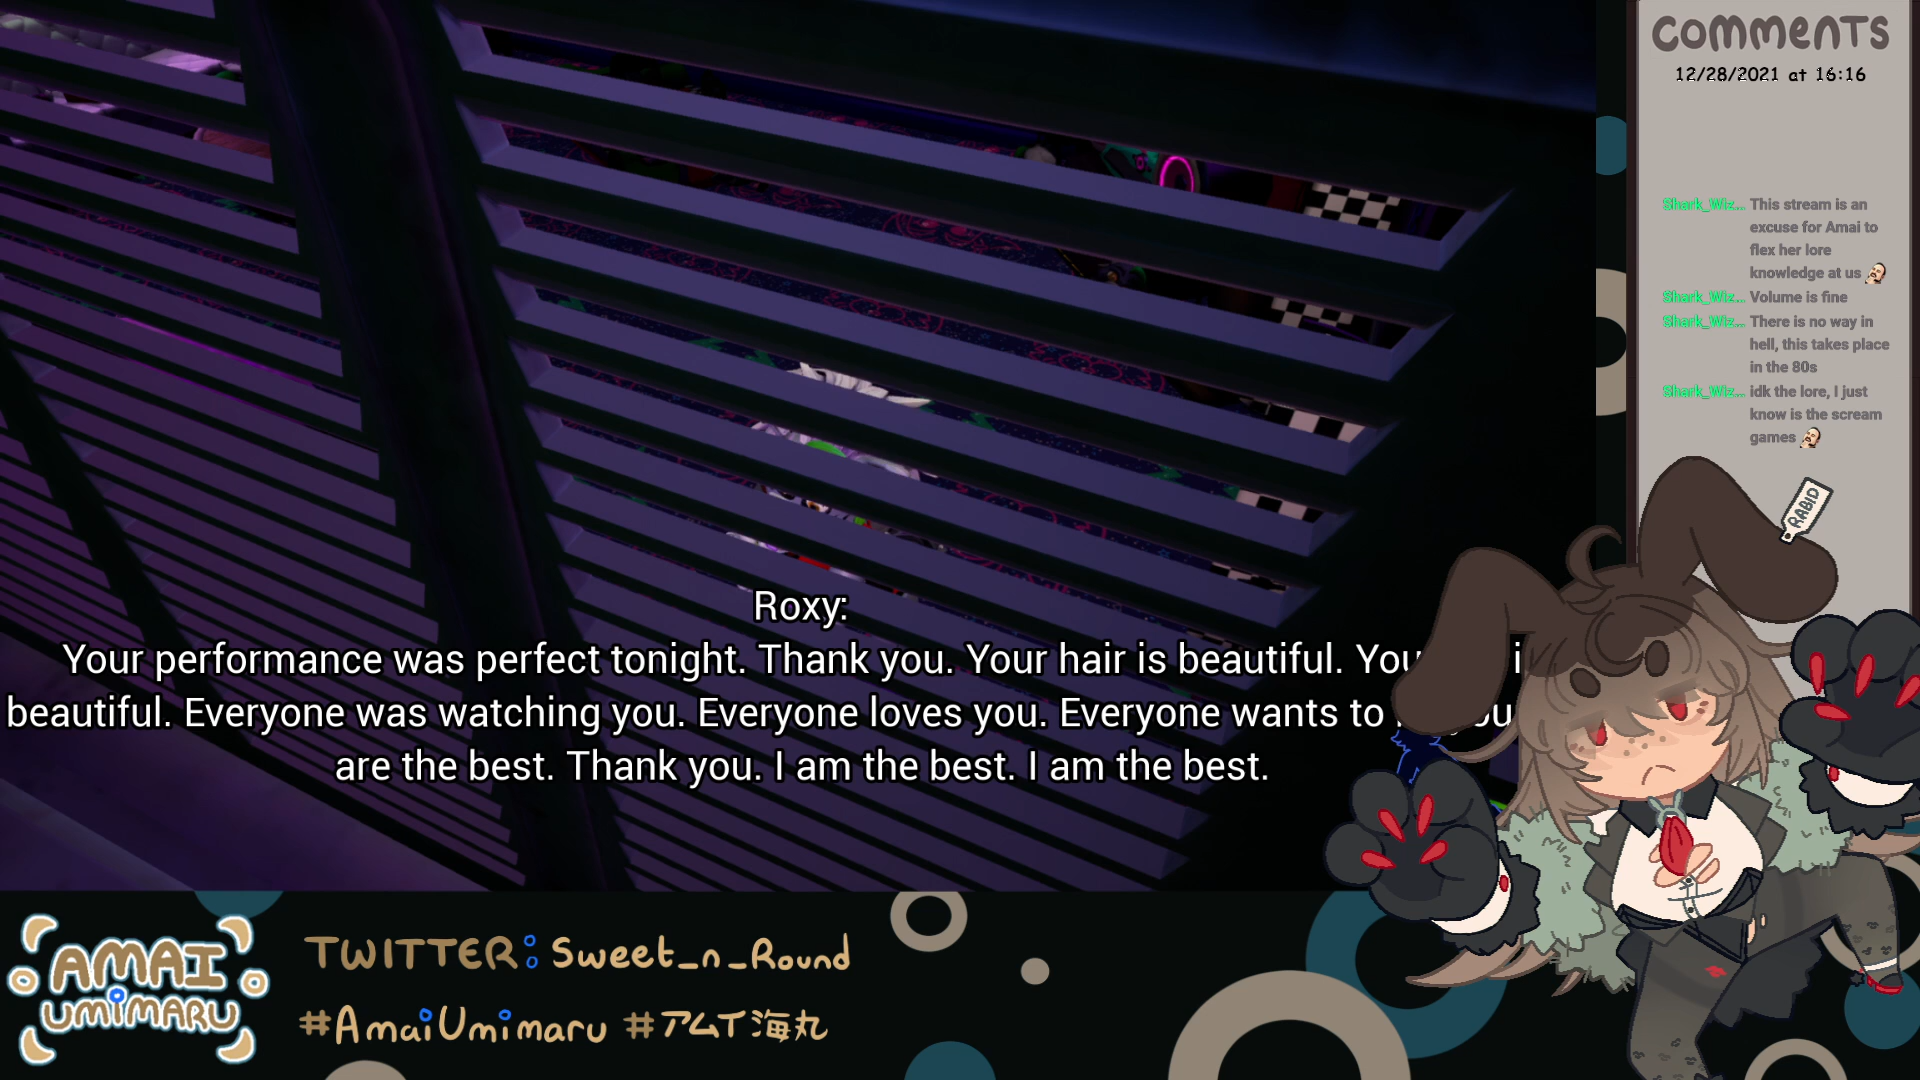 COMMENTS
12/28/2021 at 16:16
Shark_Wiz... This stream is an
excuse for Amai to
flex her lore
knowledge at us
Shark_Wiz... Volume is fine
Shark_Wiz... There is no way in
hell, this takes place
in the 80s
Shark_Wiz... idk the lore, I just
know is the scream
games
RABID
Roxy:
Your performance was perfect tonight. Thank you. Your hair is beautiful.
beautiful. Everyone was watching you. Everyone loves you. Everyone wants to
are the best. Thank you. I am the best. I am the best.
AMAI
UMIMARU
TWITTER: Sweet_n_Round
#AmaiUmimaru #アムイ海丸